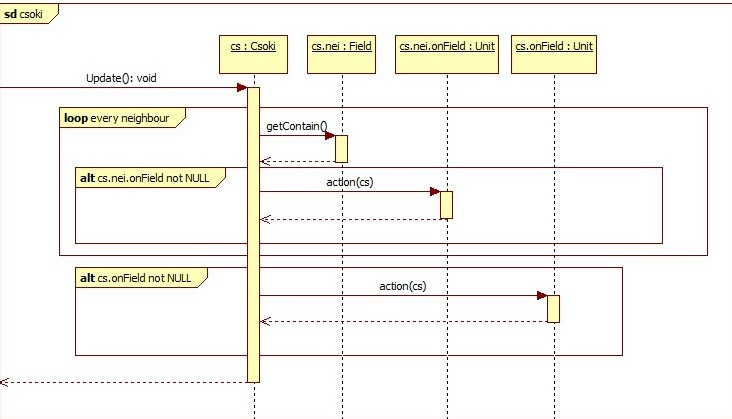 sd csoki
cs : Csoki
cs.nei : Field
cs.nei.onField : Unit
cs.onField : Unit
Update(): void
loop every neighbour
getContain()
alt cs.nei.onField not NULL
action(cs)
alt cs.onField not NULL
action(cs)